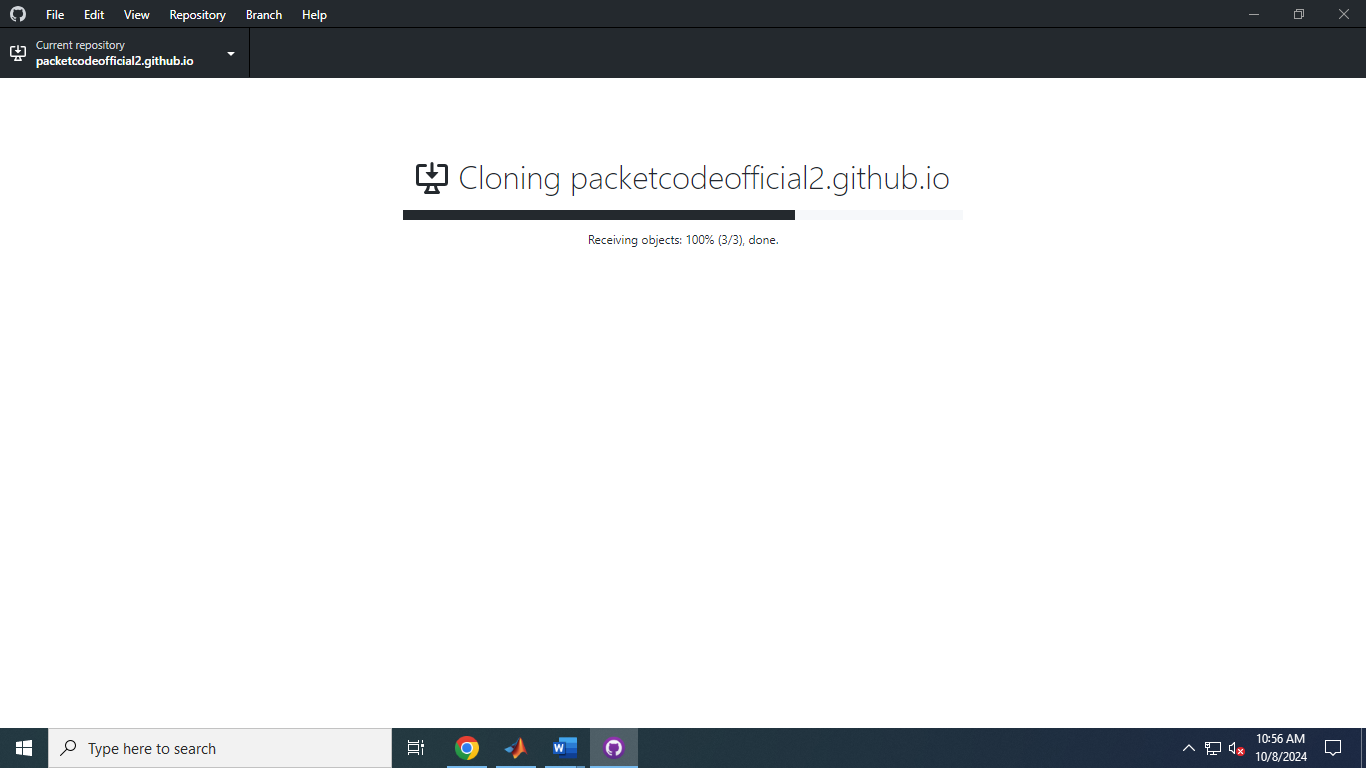 File Edit View Repository Branch Help
Current repository
packetcodeofficial2.github.io
Cloning packetcodeofficial2.github.io
Receiving objects: 100% (3/3), done.
Type here to search
10:56 AM
10/8/2024